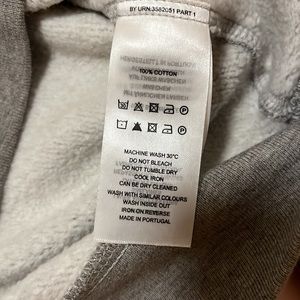 BY URN:3582051 PART 1
100% COTTON
MACHINE WASH 30°C
DO NOT BLEACH
DO NOT TUMBLE DRY
COOL IRON
CAN BE DRY CLEANED
WASH WITH SIMILAR COLOURS
WASH INSIDE OUT
IRON ON REVERSE
MADE IN PORTUGAL